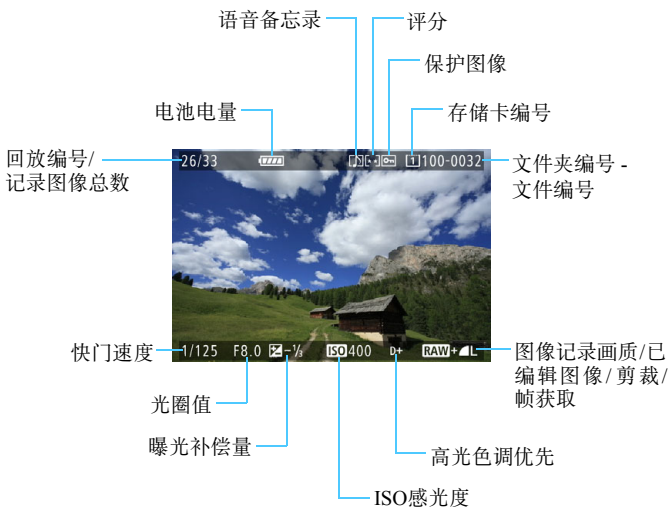 语音备忘录
评分
保护图像
电池电量
存储卡编号
回放编号/
记录图像总数
26/33
1 100-0032
文件夹编号 -
文件编号
快门速度
1/125 F8.0 -⅓ ISO 400 D+ RAW+L
图像记录画质/已
编辑图像/剪裁/
帧获取
光圈值
曝光补偿量
高光色调优先
ISO感光度